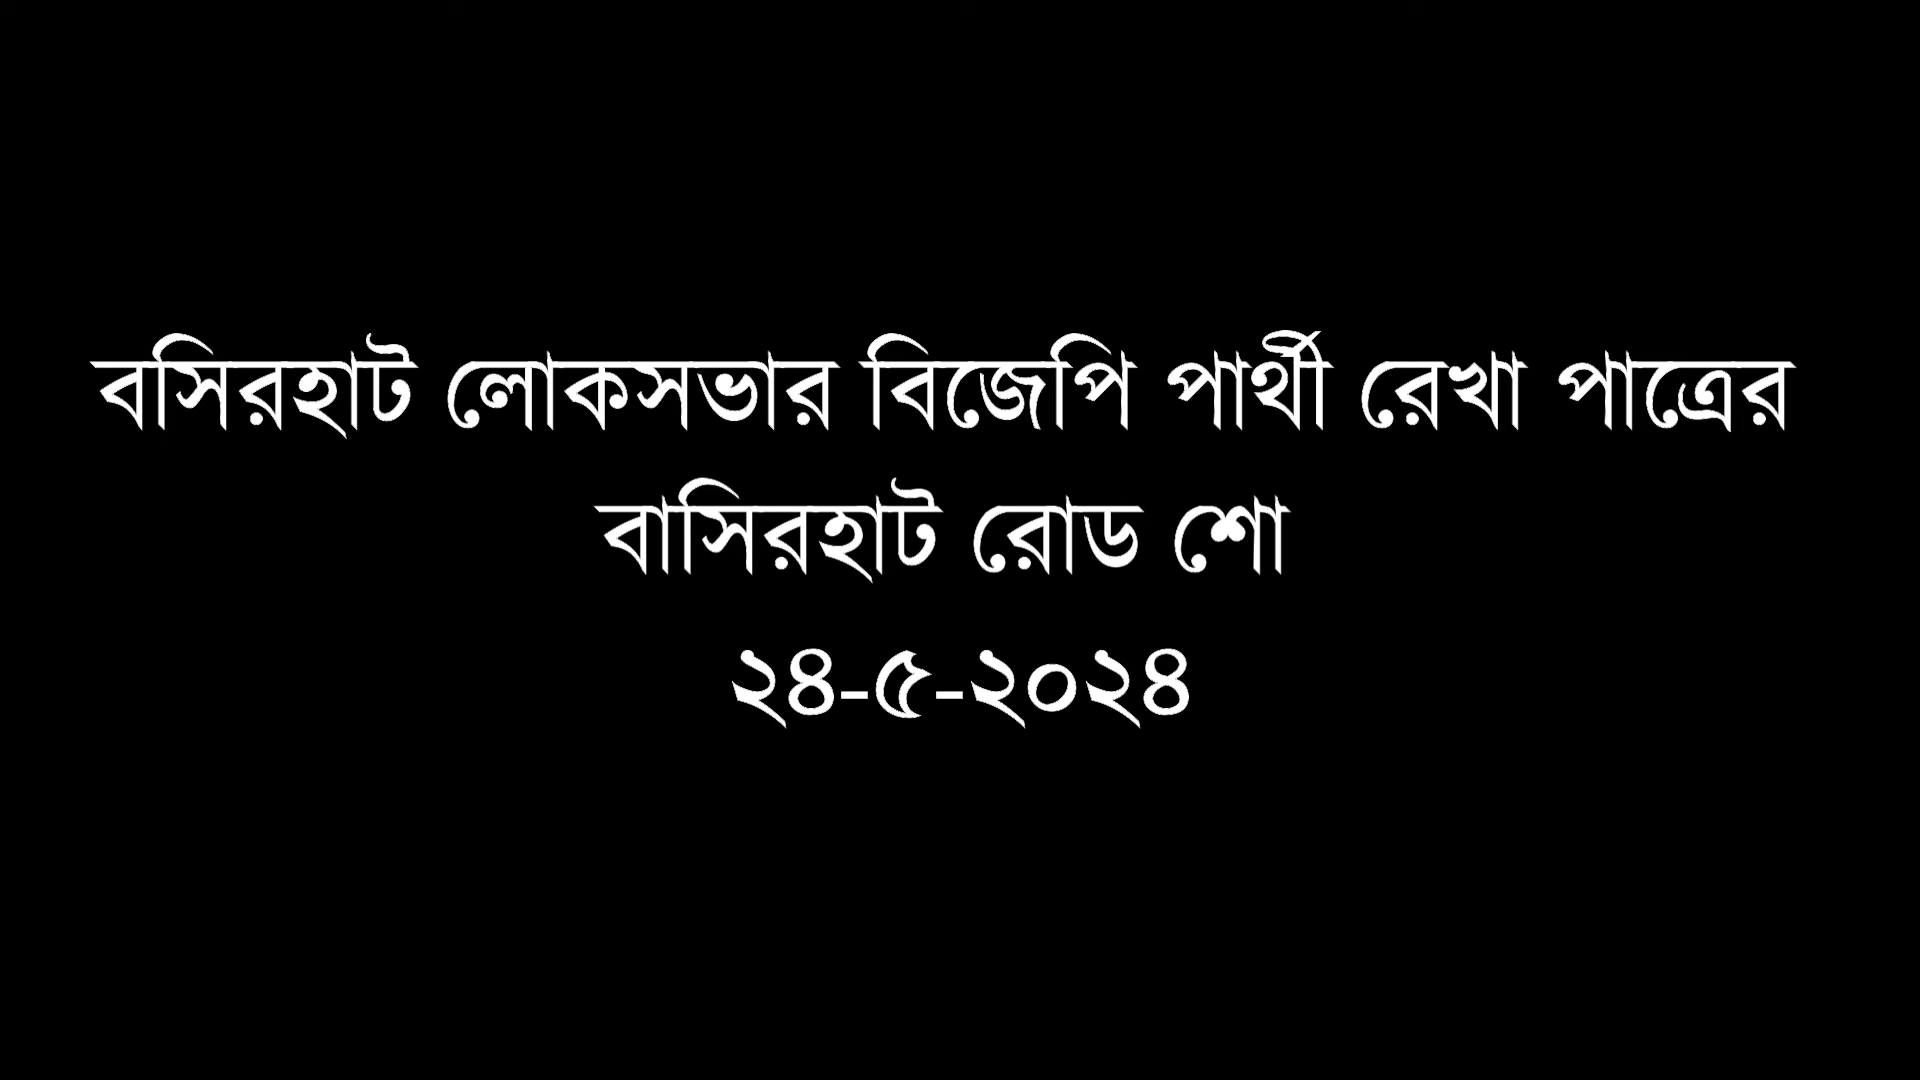 বসিরহাট লোকসভার বিজেপি পার্থী রেখা পাত্রের
বাসিরহাট রোড শো
২৪-৫-২০২৪